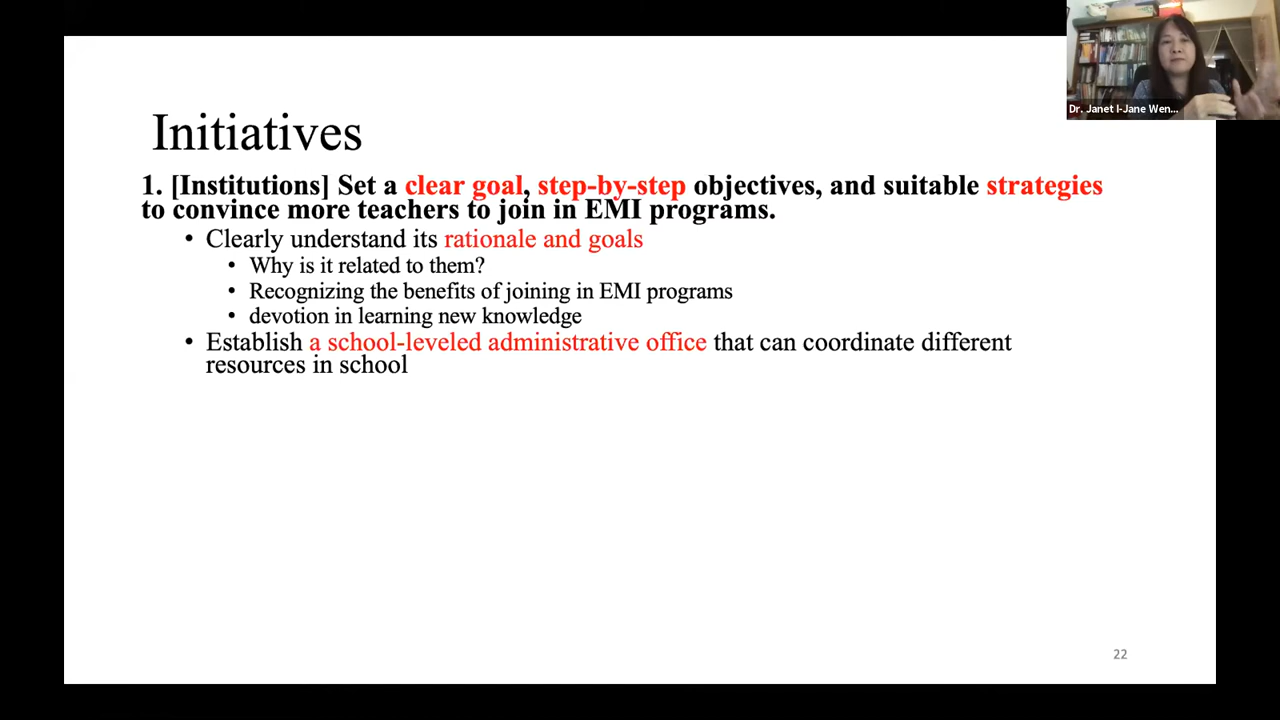 Dr. Janet I-Jane Wen...
Initiatives
1. [Institutions] Set a clear goal, step-by-step objectives, and suitable strategies
to convince more teachers to join in EMI programs.
• Clearly understand its rationale and goals
• Why is it related to them?
• Recognizing the benefits of joining in EMI programs
• devotion in learning new knowledge
• Establish a school-leveled administrative office that can coordinate different
resources in school
22